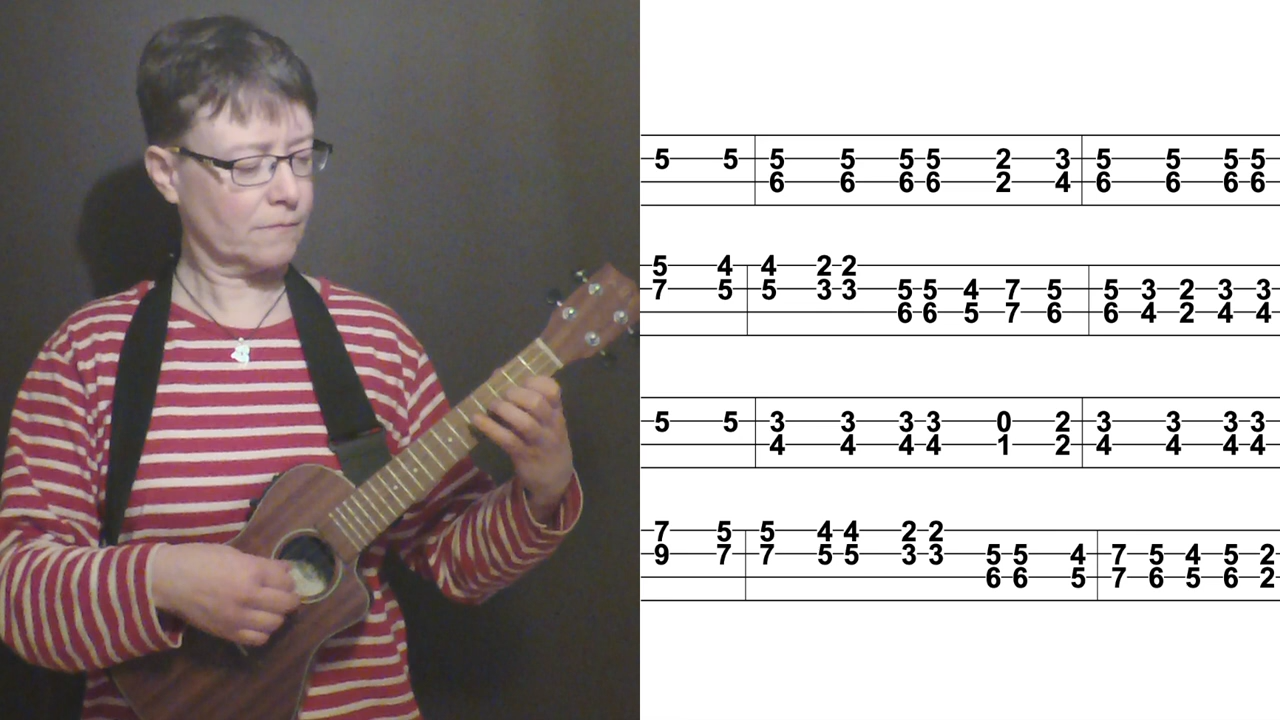 5 5 5 5 5 5 2 3 5 5 5 5
6 6 6 6 2 4 6 6 6 6
5 4 4 2 2
7 5 5 3 3 5 5 4 7 5 5 3 2 3 3
6 6 5 7 6 6 4 2 4 4
5 5 3 3 3 3 0 2 3 3 3 3
4 4 4 4 1 2 4 4 4 4
7 5 5 4 4 2 2
9 7 7 5 5 3 3 5 5 4 7 5 4 5 2
6 6 5 7 6 5 6 2